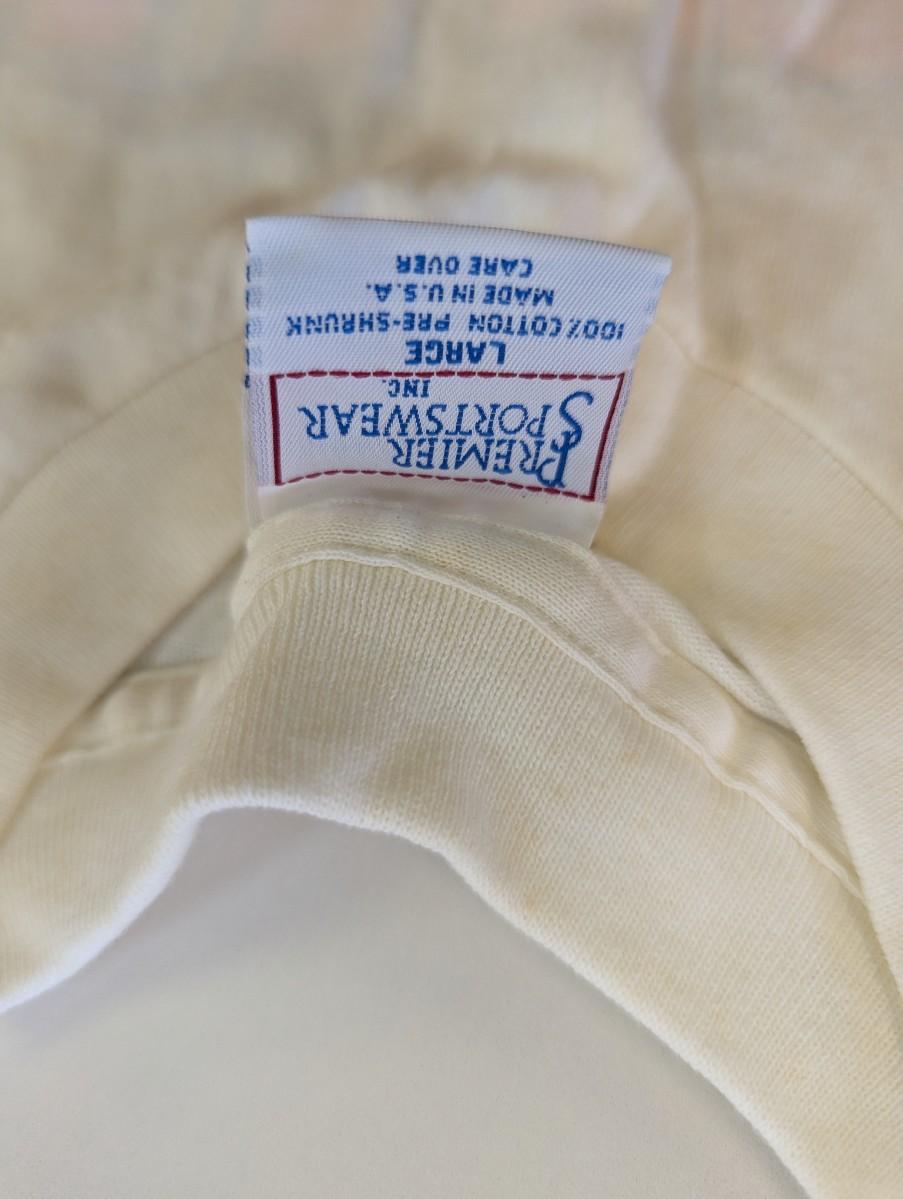 PREMIER
SPORTSWEAR
INC.
LARGE
100% COTTON PRE-SHRUNK
MADE IN U.S.A.
CARE OVER